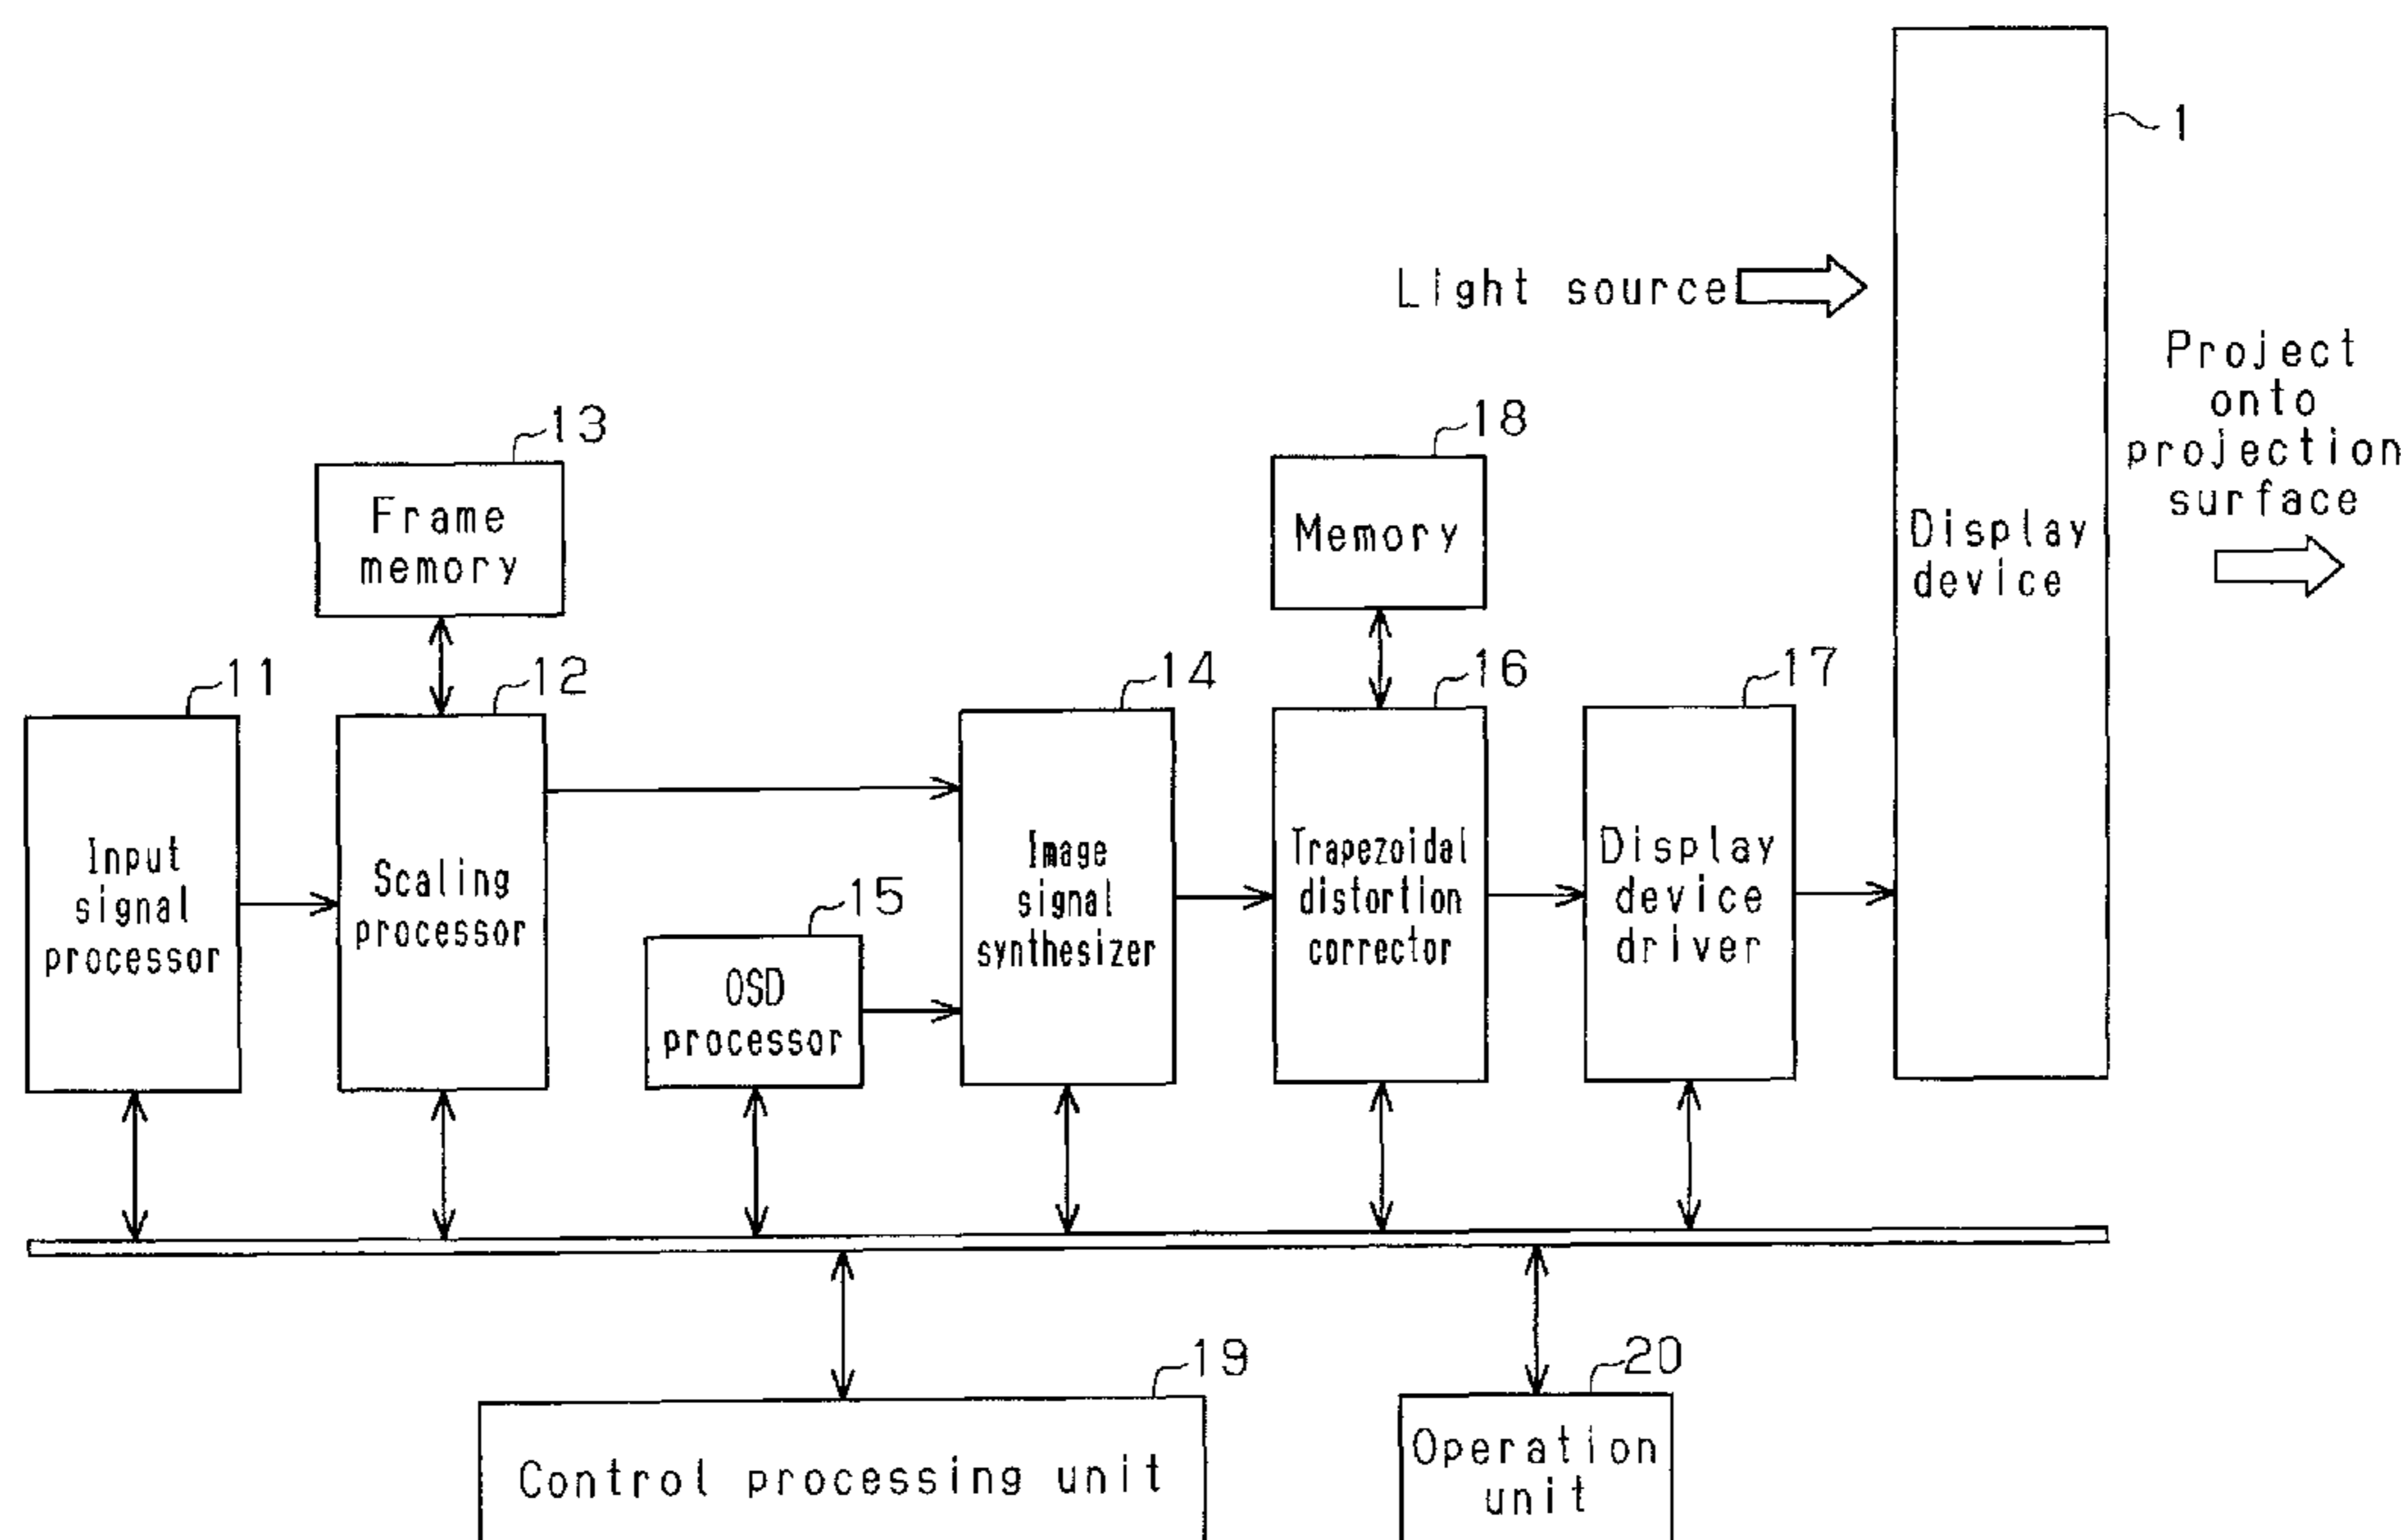 1
Light source
Project
onto
projection
surface
13
18
Frame
memory
Memory
Display
device
11
12
14
16
17
Input
signal
processor
Scaling
processor
15
OSD
processor
Image
signal
synthesizer
Trapezoidal
distortion
corrector
Display
device
driver
19
20
Control processing unit
Operation
unit